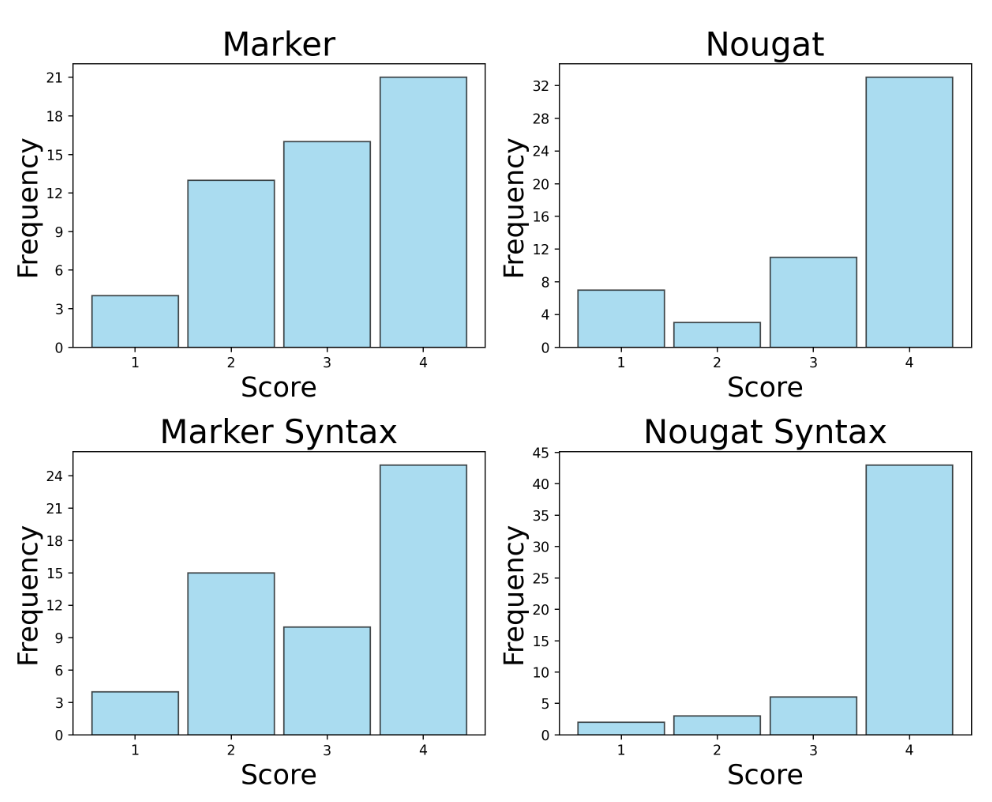 Marker
Frequency
21
18
15
12
9
6
3
0
1 2 3 4
Score
Nougat
Frequency
32
28
24
20
16
12
8
4
0
1 2 3 4
Score
Marker Syntax
Frequency
24
21
18
15
12
9
6
3
0
1 2 3 4
Score
Nougat Syntax
Frequency
45
40
35
30
25
20
15
10
5
0
1 2 3 4
Score